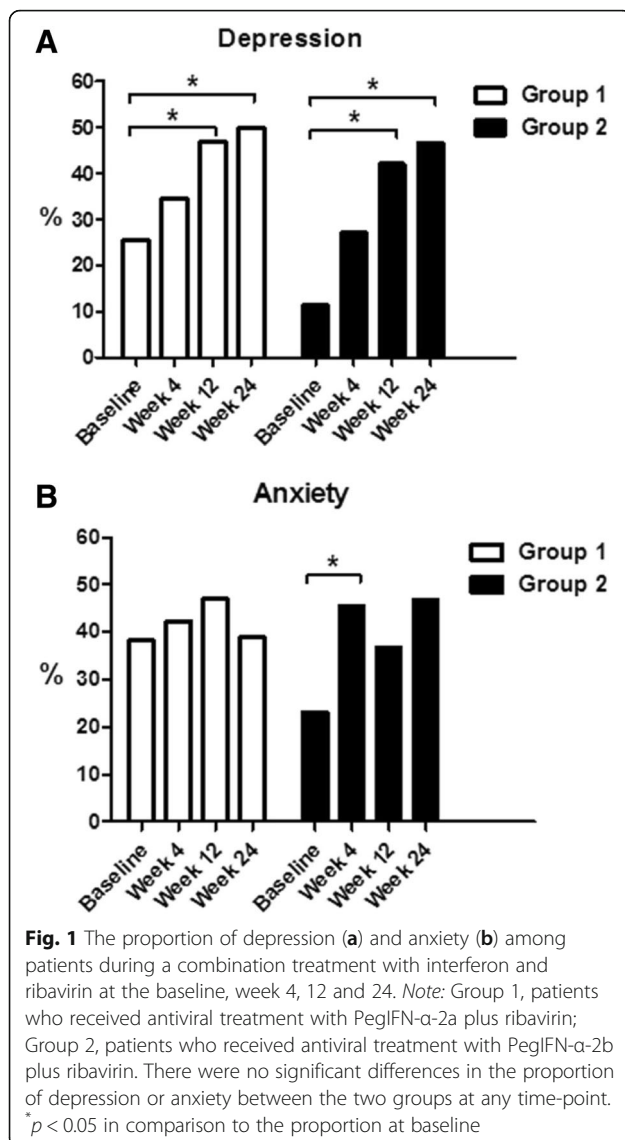 A
Depression
60
50
40
30
20
10
0
%
*
*
*
*
Group 1
Group 2
Baseline
Week 4
Week 12
Week 24
Baseline
Week 4
Week 12
Week 24
B
Anxiety
60
50
40
30
20
10
0
%
*
Group 1
Group 2
Baseline
Week 4
Week 12
Week 24
Baseline
Week 4
Week 12
Week 24
Fig. 1 The proportion of depression (a) and anxiety (b) among
patients during a combination treatment with interferon and
ribavirin at the baseline, week 4, 12 and 24. Note: Group 1, patients
who received antiviral treatment with PegIFN-α-2a plus ribavirin;
Group 2, patients who received antiviral treatment with PegIFN-α-2b
plus ribavirin. There were no significant differences in the proportion
of depression or anxiety between the two groups at any time-point.
*p < 0.05 in comparison to the proportion at baseline